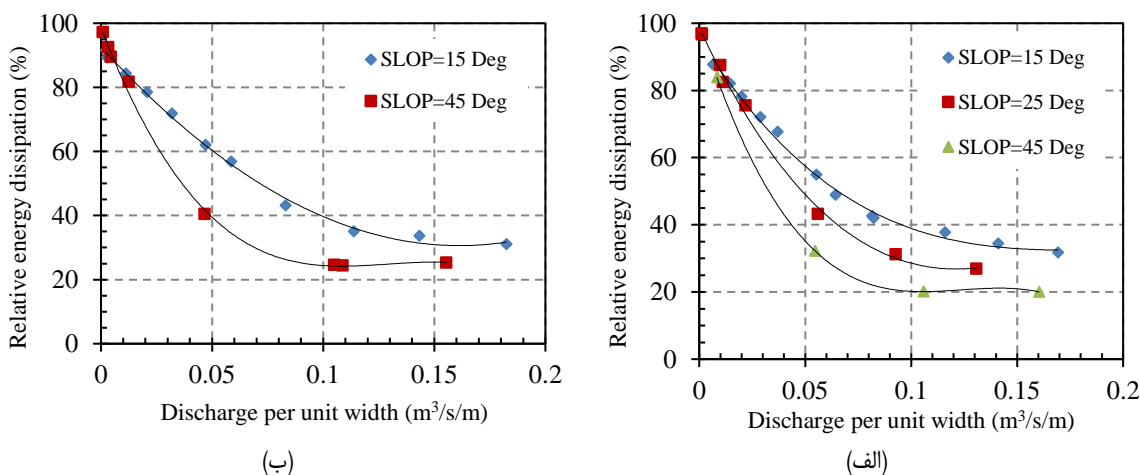 Relative energy dissipation (%)
100
80
60
40
20
0
SLOP=15 Deg
SLOP=45 Deg
0 0.05 0.1 0.15 0.2
Discharge per unit width (m³/s/m)
(ب)
Relative energy dissipation (%)
100
80
60
40
20
0
SLOP=15 Deg
SLOP=25 Deg
SLOP=45 Deg
0 0.05 0.1 0.15 0.2
Discharge per unit width (m³/s/m)
(الف)